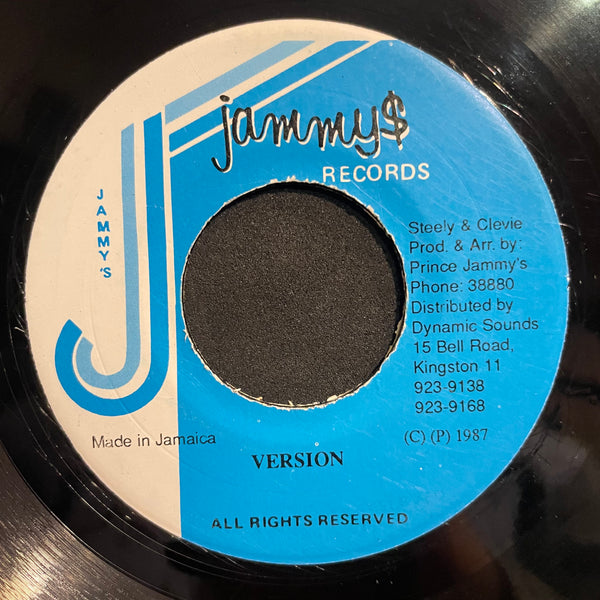 jammy$
RECORDS
JAMMY'S
Steely & Clevie
Prod. & Arr. by:
Prince Jammy's
Phone: 38880
Distributed by
Dynamic Sounds
15 Bell Road,
Kingston 11
923-9138
923-9168
Made in Jamaica
VERSION
(C) (P) 1987
ALL RIGHTS RESERVED